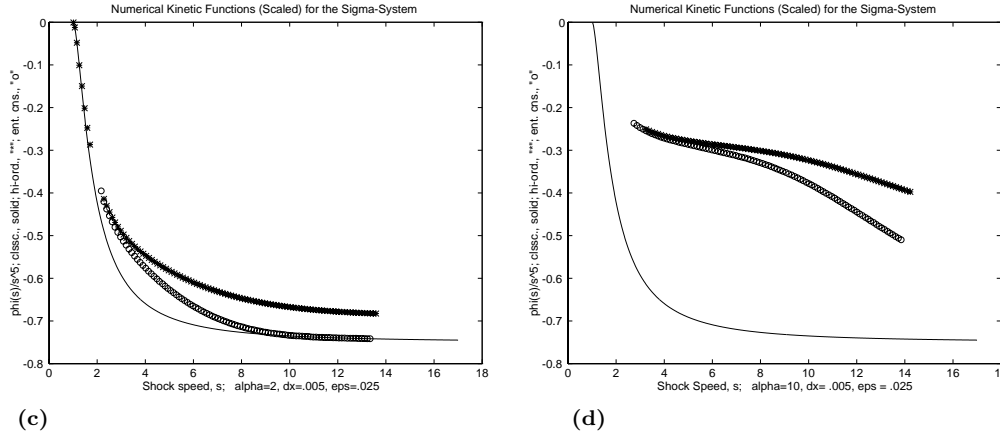 Numerical Kinetic Functions (Scaled) for the Sigma-System
0
-0.1
-0.2
-0.3
-0.4
-0.5
-0.6
-0.7
-0.8
phi(s)/s^5; clssc., solid; hi-ord., "*"; ent. cns., "o"
0 2 4 6 8 10 12 14 16 18
Shock speed, s; alpha=2, dx=.005, eps=.025
(c)
Numerical Kinetic Functions (Scaled) for the Sigma-System
0
-0.1
-0.2
-0.3
-0.4
-0.5
-0.6
-0.7
-0.8
phi(s)/s^5; clssc., solid; hi-ord., "*"; ent. cns., "o"
0 2 4 6 8 10 12 14 16 18
Shock speed, s; alpha=10, dx= .005, eps = .025
(d)